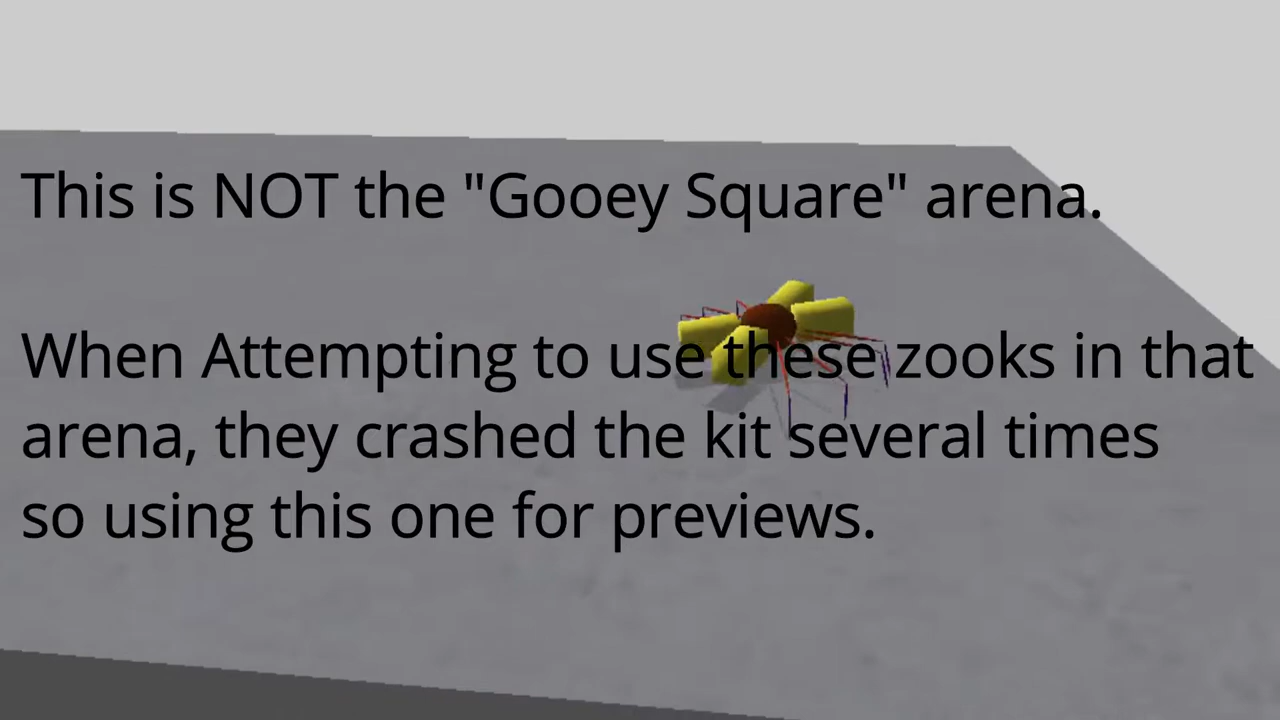 This is NOT the "Gooey Square" arena.
When Attempting to use these zooks in that
arena, they crashed the kit several times
so using this one for previews.